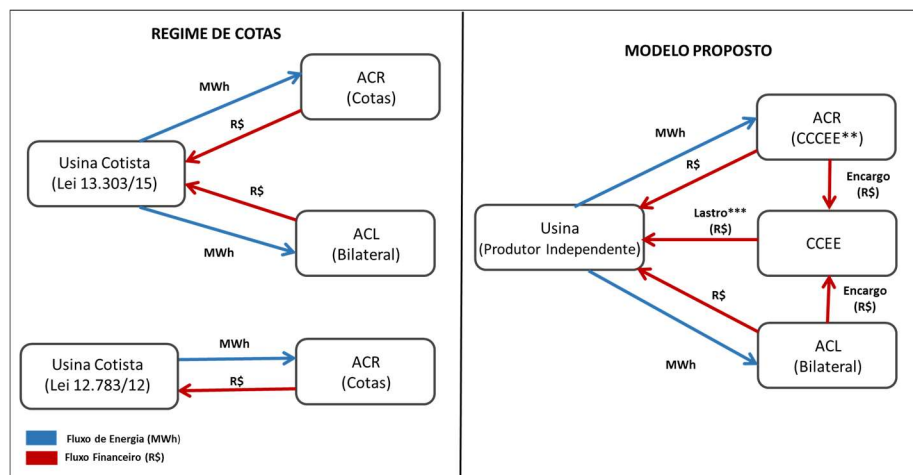 REGIME DE COTAS
MWh
ACR
(Cotas)
R$
Usina Cotista
(Lei 13.303/15)
R$
MWh
ACL
(Bilateral)
Usina Cotista
(Lei 12.783/12)
MWh
R$
ACR
(Cotas)
Fluxo de Energia (MWh)
Fluxo Financeiro (R$)
MODELO PROPOSTO
MWh
ACR
(CCCEE**)
R$
Encargo
(R$)
Usina
(Produtor Independente)
Lastro***
(R$)
CCEE
R$
Encargo
(R$)
MWh
ACL
(Bilateral)